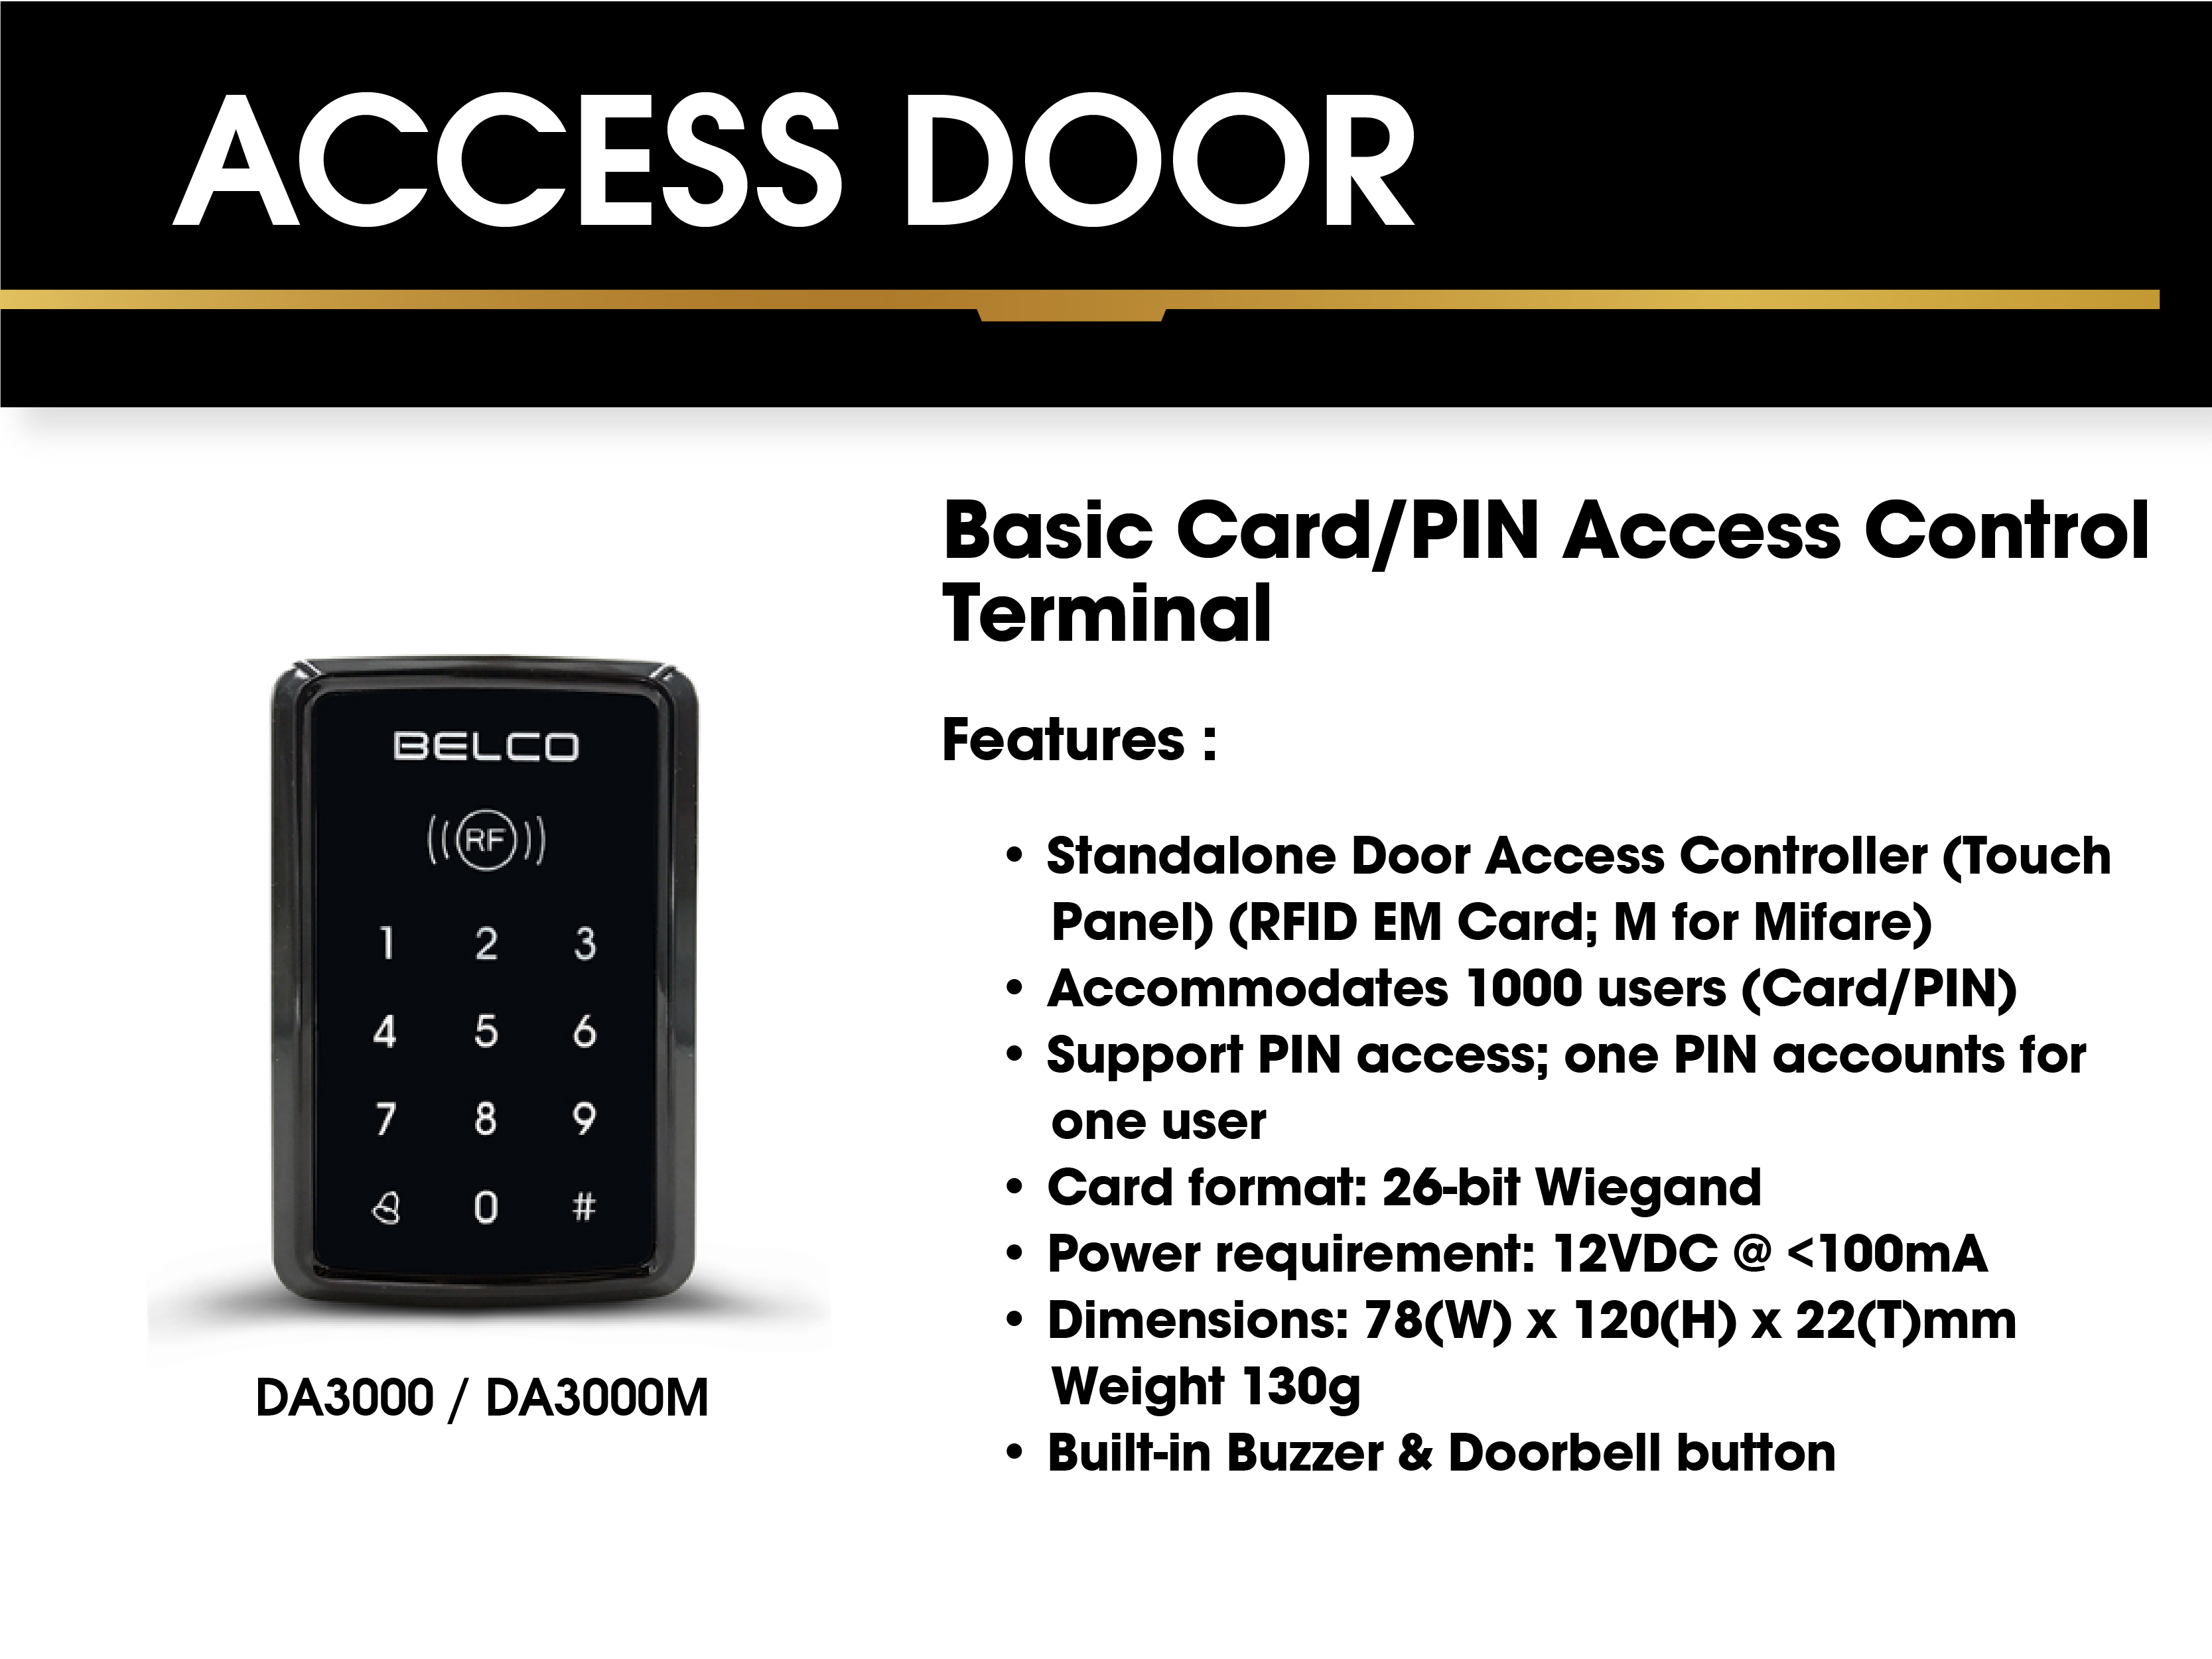 ACCESS DOOR
Basic Card/PIN Access Control
Terminal
Features :
• Standalone Door Access Controller (Touch
Panel) (RFID EM Card; M for Mifare)
• Accommodates 1000 users (Card/PIN)
• Support PIN access; one PIN accounts for
one user
• Card format: 26-bit Wiegand
• Power requirement: 12VDC @ <100mA
• Dimensions: 78(W) x 120(H) x 22(T)mm
Weight 130g
• Built-in Buzzer & Doorbell button
BELCO
RF
1 2 3
4 5 6
7 8 9
0 #
DA3000 / DA3000M